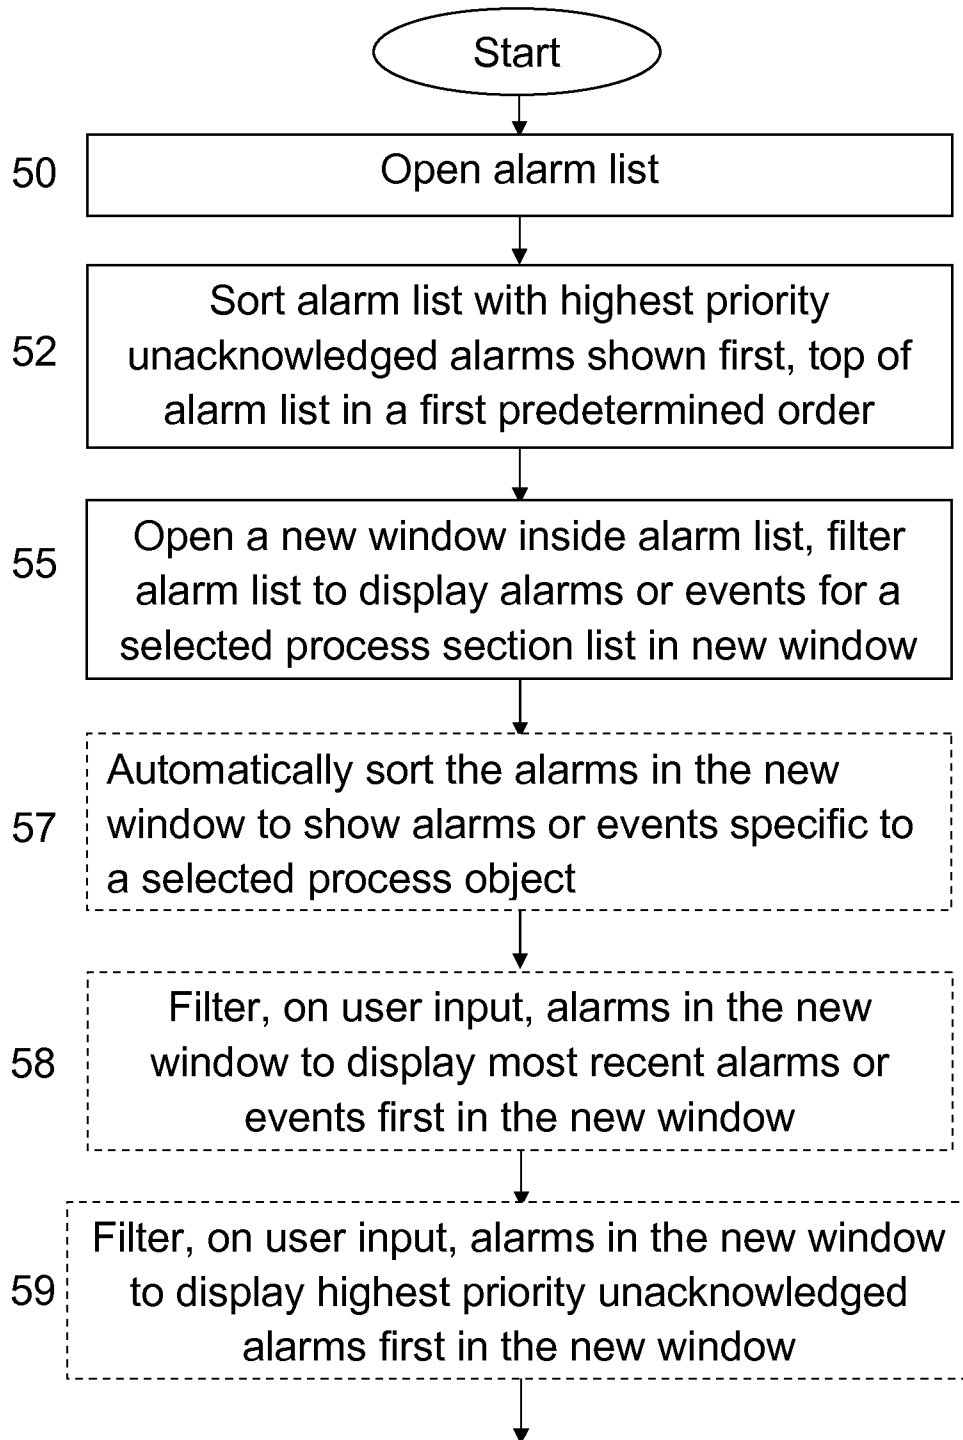 Start
50
Open alarm list
52
Sort alarm list with highest priority
unacknowledged alarms shown first, top of
alarm list in a first predetermined order
55
Open a new window inside alarm list, filter
alarm list to display alarms or events for a
selected process section list in new window
57
Automatically sort the alarms in the new
window to show alarms or events specific to
a selected process object
58
Filter, on user input, alarms in the new
window to display most recent alarms or
events first in the new window
59
Filter, on user input, alarms in the new window
to display highest priority unacknowledged
alarms first in the new window